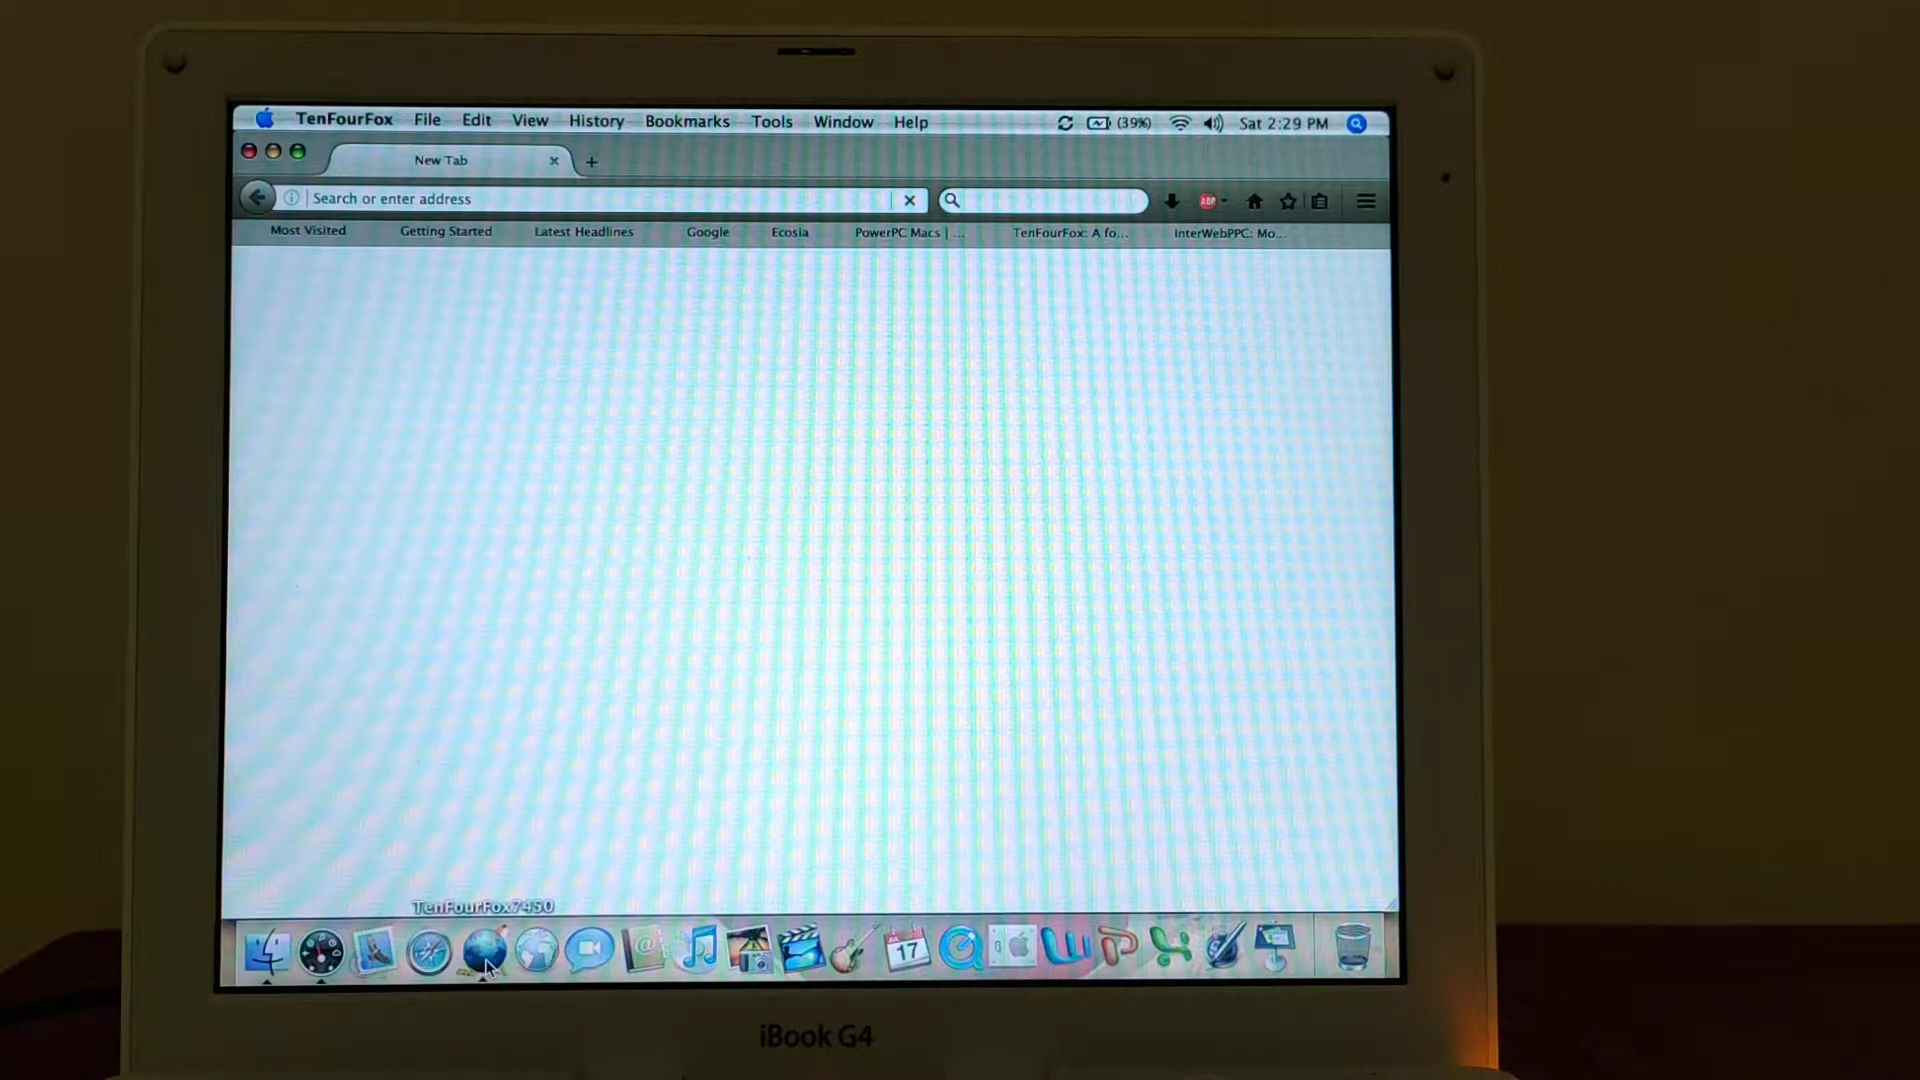 TenFourFox File Edit View History Bookmarks Tools Window Help (39%) Sat 2:29 PM
New Tab
Search or enter address
ABP
Most Visited Getting Started Latest Headlines Google Ecosia PowerPC Macs | ... TenFourFox: A fo... InterWebPPC: Mo...
TenFourFox7450
17
iBook G4